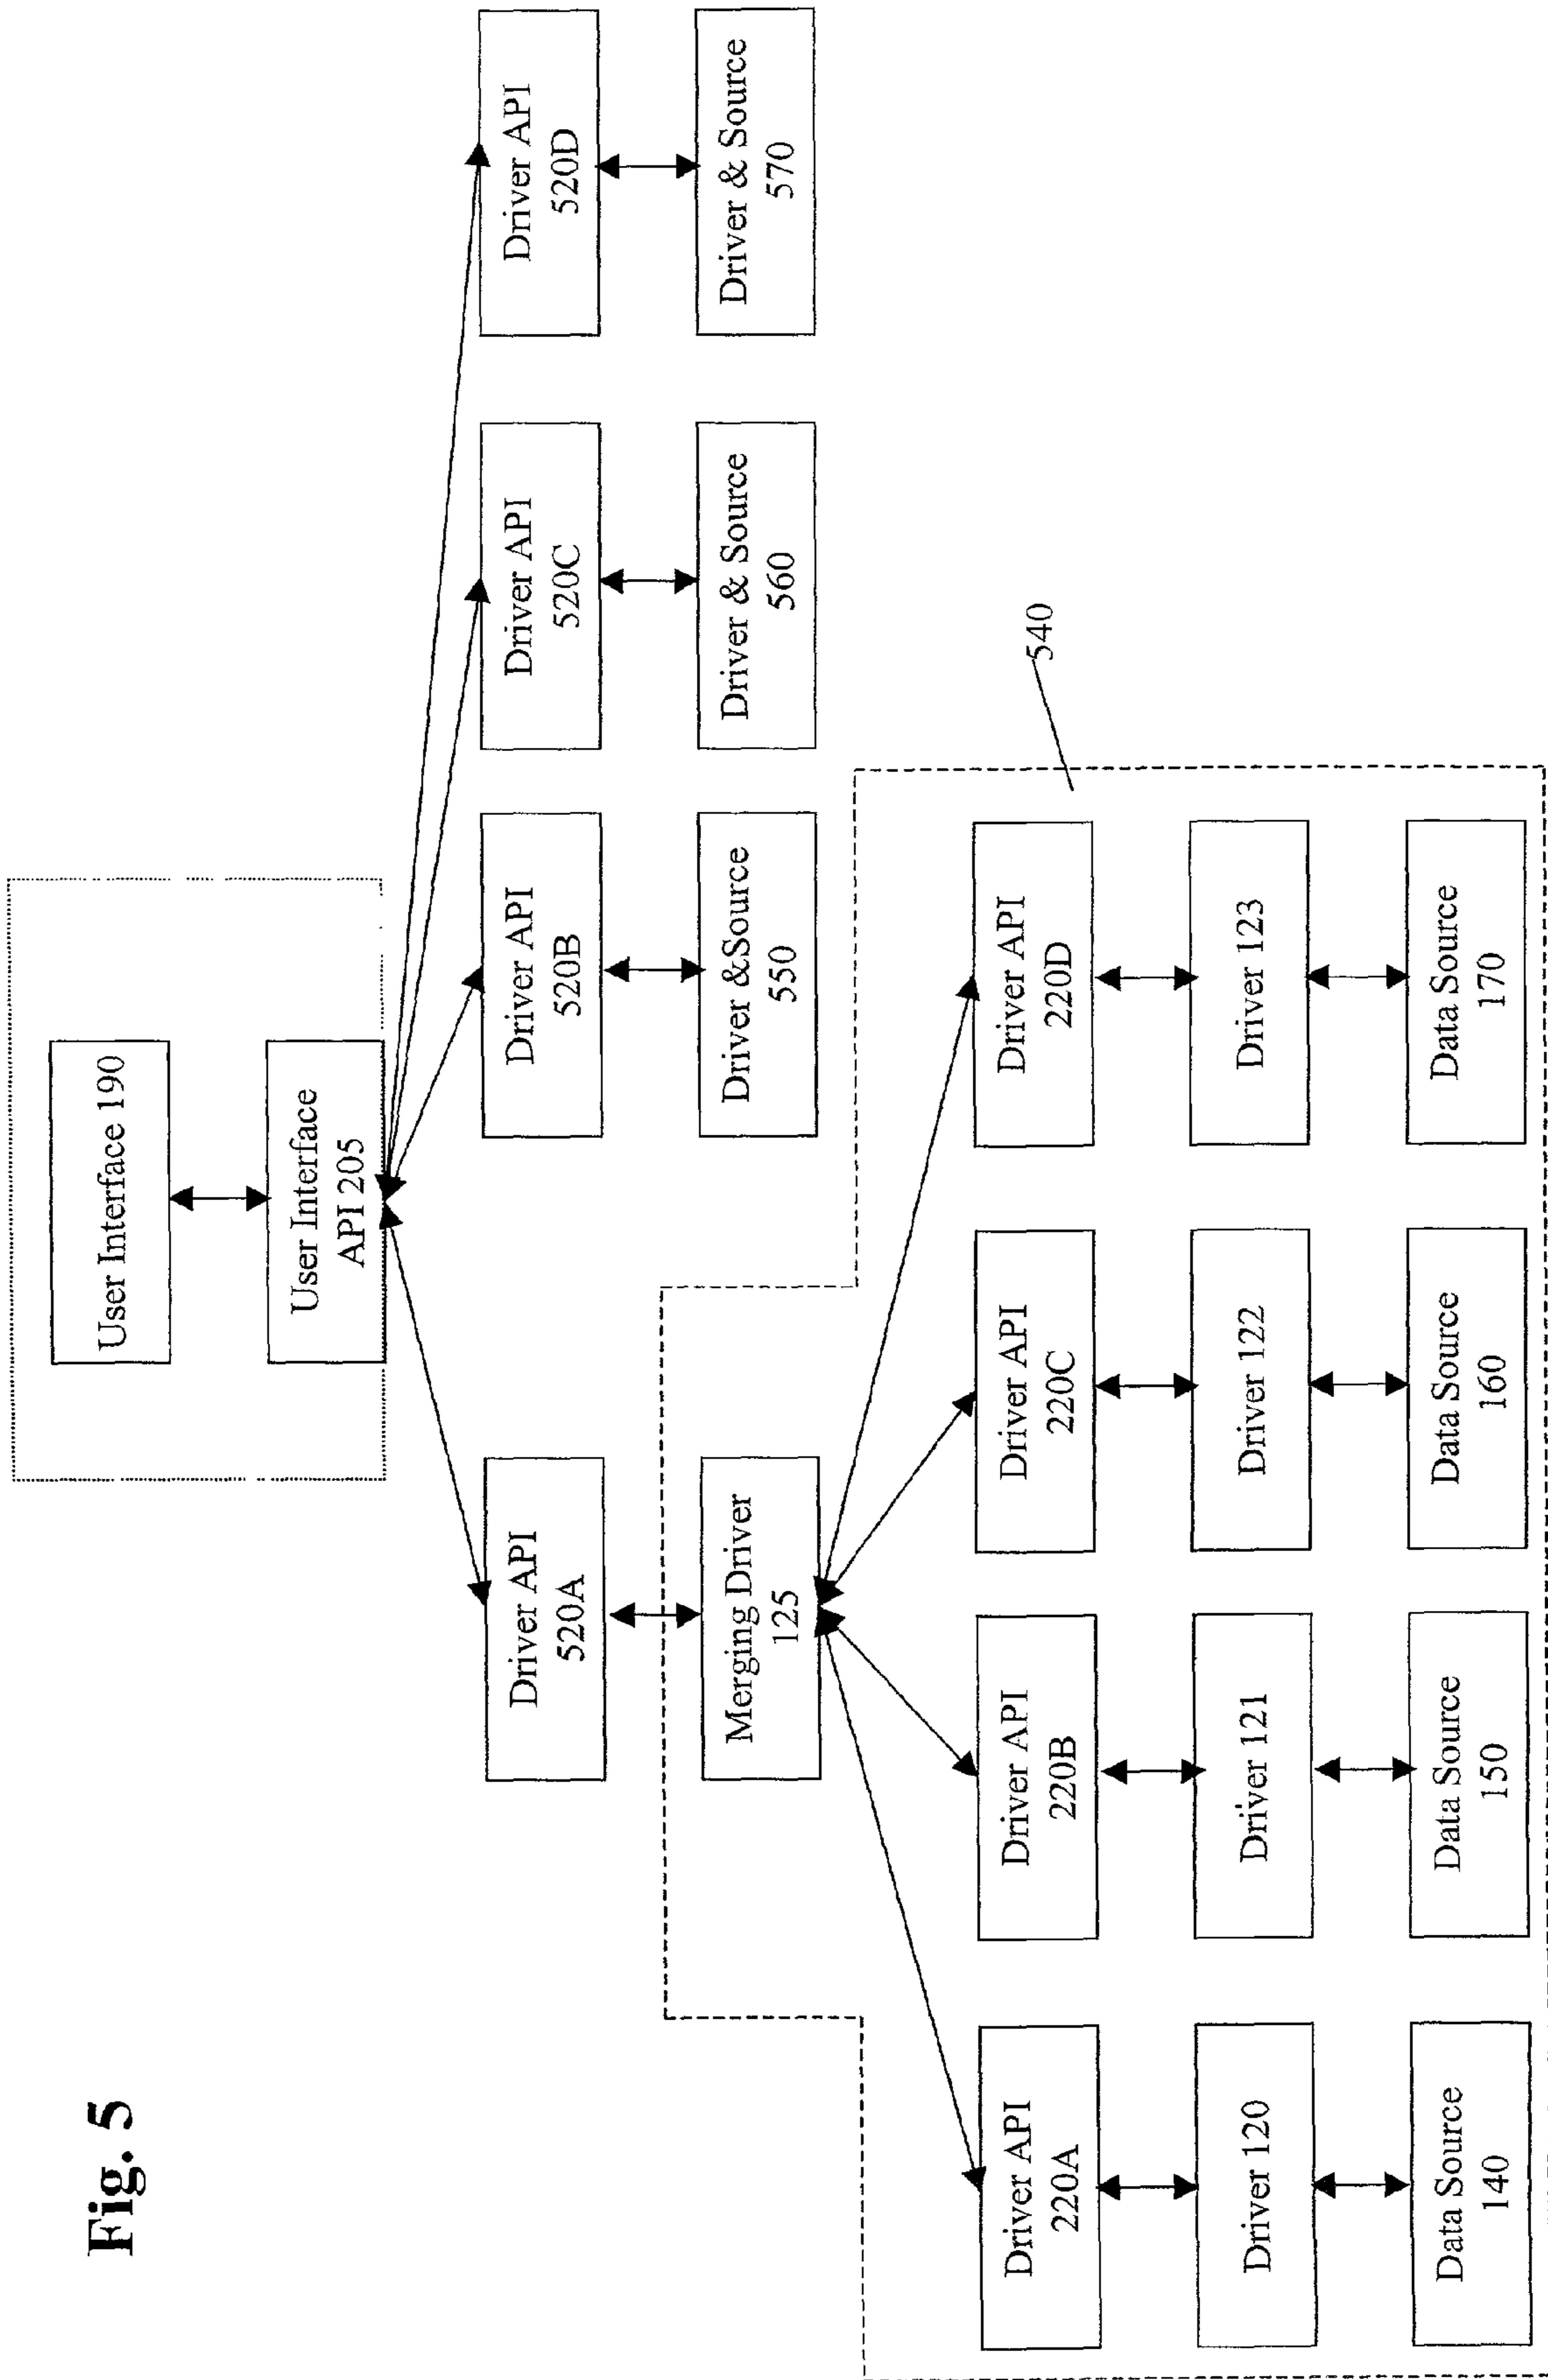 Fig. 5
User Interface 190
User Interface
API 205
Driver API
520A
Driver API
520B
Driver API
520C
Driver API
520D
Merging Driver
125
Driver &Source
550
Driver & Source
560
Driver & Source
570
540
Driver API
220A
Driver API
220B
Driver API
220C
Driver API
220D
Driver 120
Driver 121
Driver 122
Driver 123
Data Source
140
Data Source
150
Data Source
160
Data Source
170